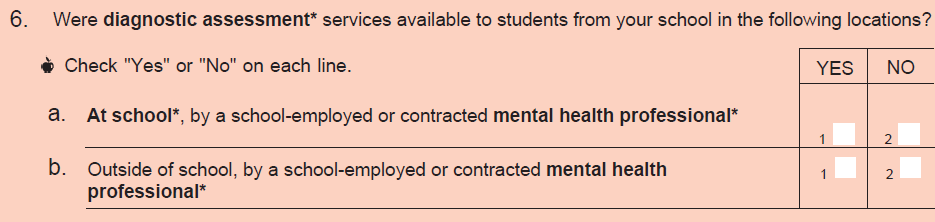 6. Were diagnostic assessment* services available to students from your school in the following locations?
Check "Yes" or "No" on each line.
YES NO
a. At school*, by a school-employed or contracted mental health professional*
1 2
b. Outside of school, by a school-employed or contracted mental health
professional*
1 2